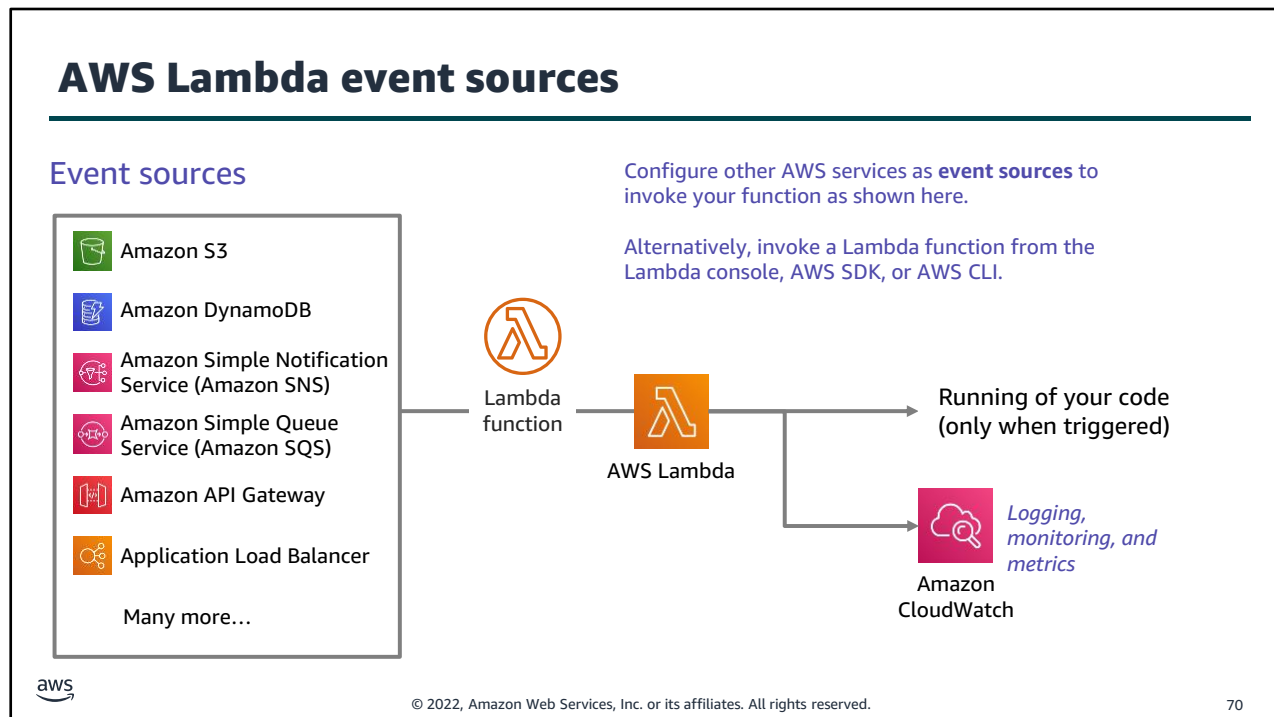 AWS Lambda event sources
Event sources
Configure other AWS services as event sources to
invoke your function as shown here.
Alternatively, invoke a Lambda function from the
Lambda console, AWS SDK, or AWS CLI.
Amazon S3
Amazon DynamoDB
Amazon Simple Notification
Service (Amazon SNS)
Amazon Simple Queue
Service (Amazon SQS)
Amazon API Gateway
Application Load Balancer
Many more…
Lambda
function
AWS Lambda
Running of your code
(only when triggered)
Logging,
monitoring, and
metrics
Amazon
CloudWatch
aws
© 2022, Amazon Web Services, Inc. or its affiliates. All rights reserved.
70